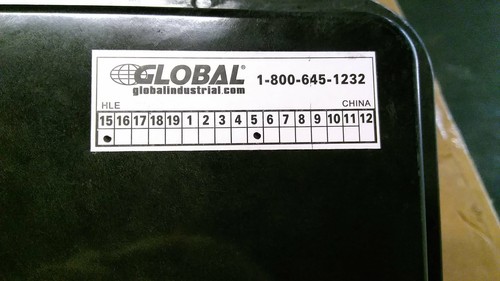 GLOBAL® 1-800-645-1232
globalindustrial.com
HLE CHINA
15 16 17 18 19 1 2 3 4 5 6 7 8 9 10 11 12